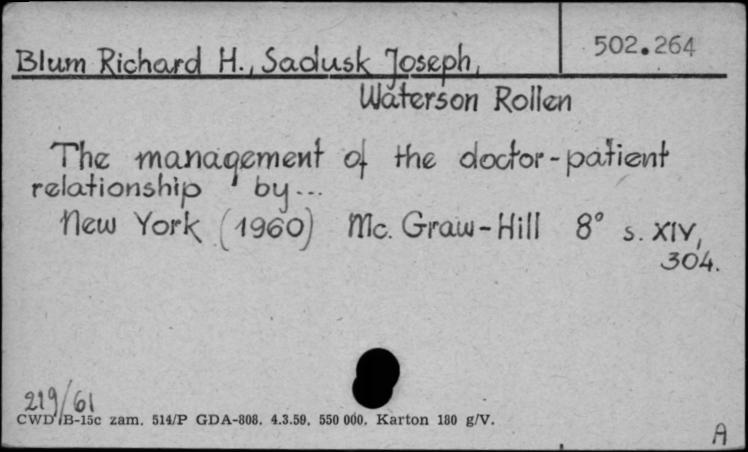 502.264
Blum Richard H., Sadusk Joseph,
Waterson Rollen
The management of the doctor-patient
relationship by...
New York (1960) Mc. Graw-Hill 8° s. XIV,
304.
219/61
CWD/B-15c zam. 514/P GDA-808. 4.3.59. 550 000. Karton 180 g/V.
A